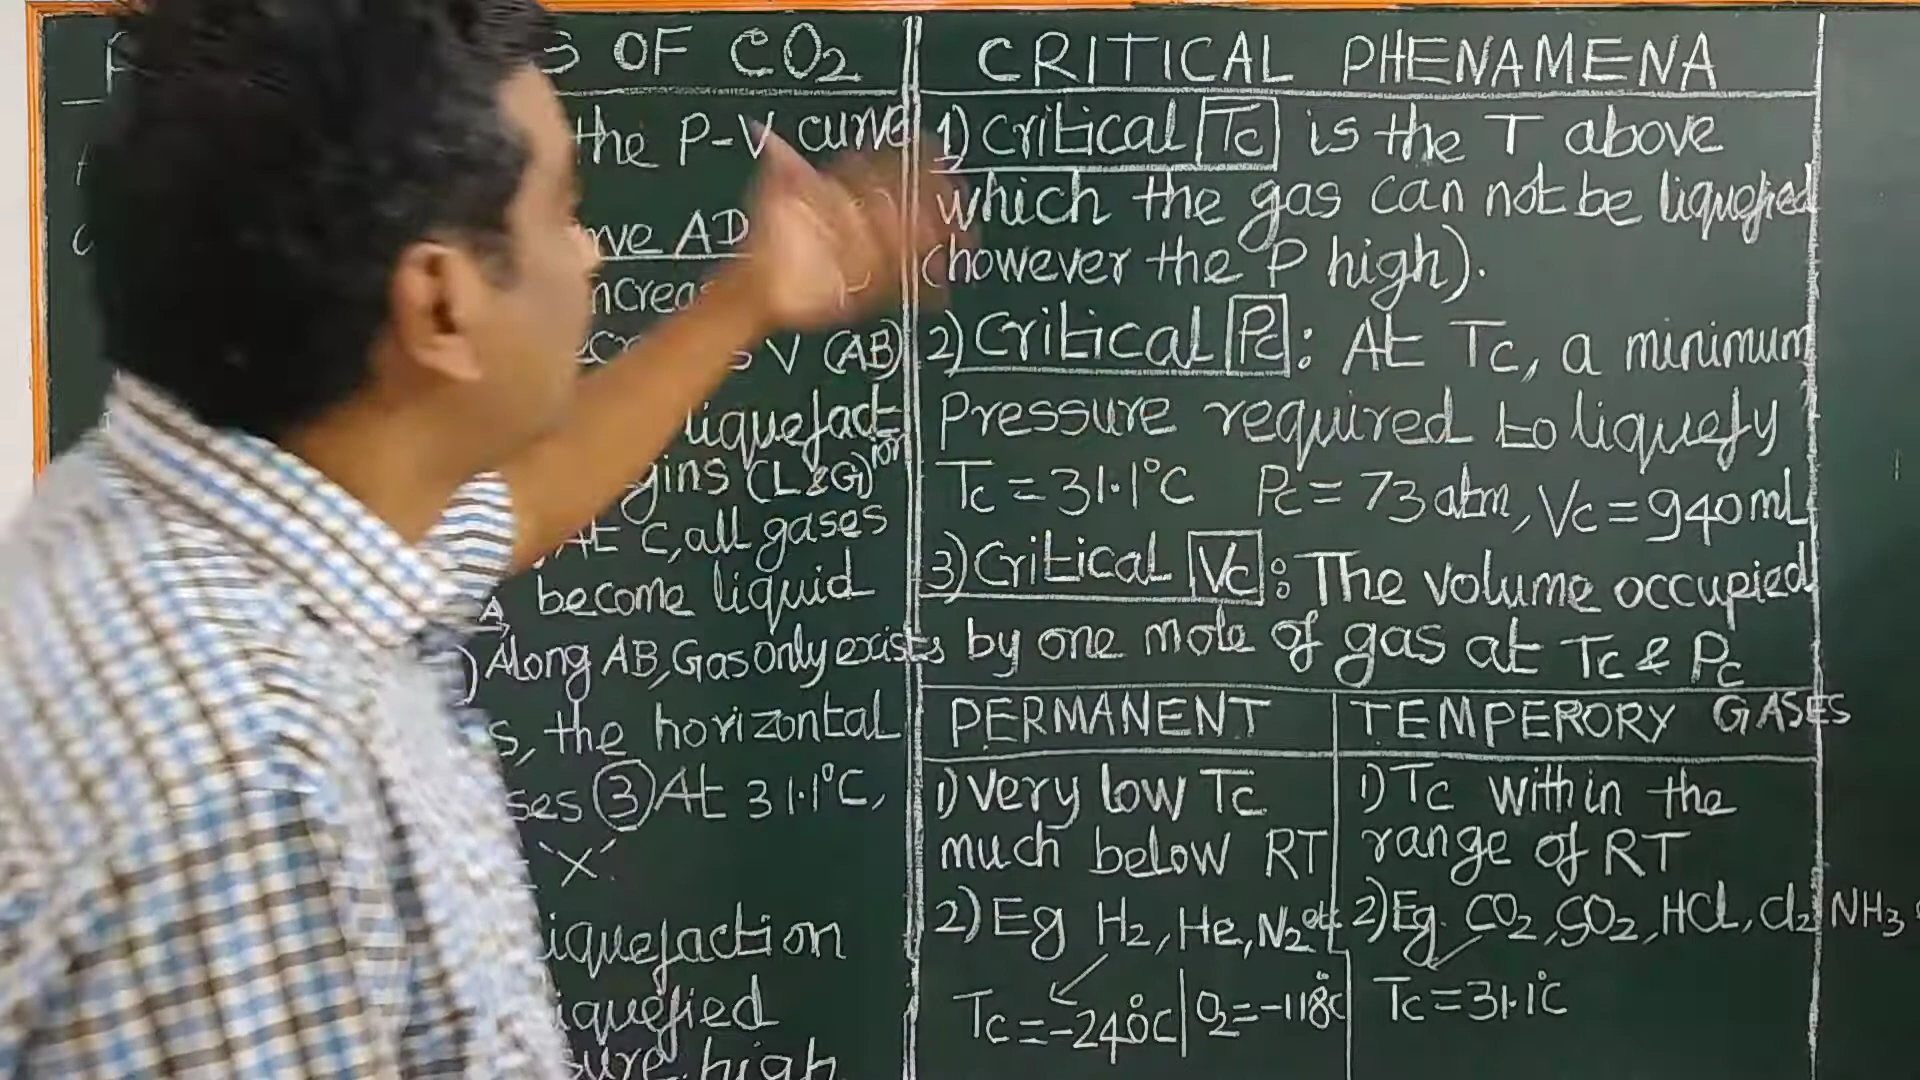 S OF CO₂
the P-V curve
rve AD
increas
V (AB)
liquefaction
gins (L&G)
At C, all gases
become liquid
Along AB, Gas only exists
s, the horizontal
ses ③ At 31.1°C,
'X'
liquefaction
liquefied
sure, high
CRITICAL PHENAMENA
1) Critical Tc is the T above
which the gas can not be liquefied
(however the P high).
2) Critical Pc: At Tc, a minimum
Pressure required to liquefy
Tc = 31.1°C Pc = 73 atm, Vc = 940 mL
3) Critical Vc: The volume occupied
by one mole of gas at Tc & Pc
PERMANENT
1) Very low Tc
much below RT
2) Eg H₂, He, N₂ etc
Tc = -240°C | O₂ = -118°C
TEMPERORY GASES
1) Tc within the
range of RT
2) Eg. CO₂, SO₂, HCl, Cl₂ NH₃
Tc = 31.1°C